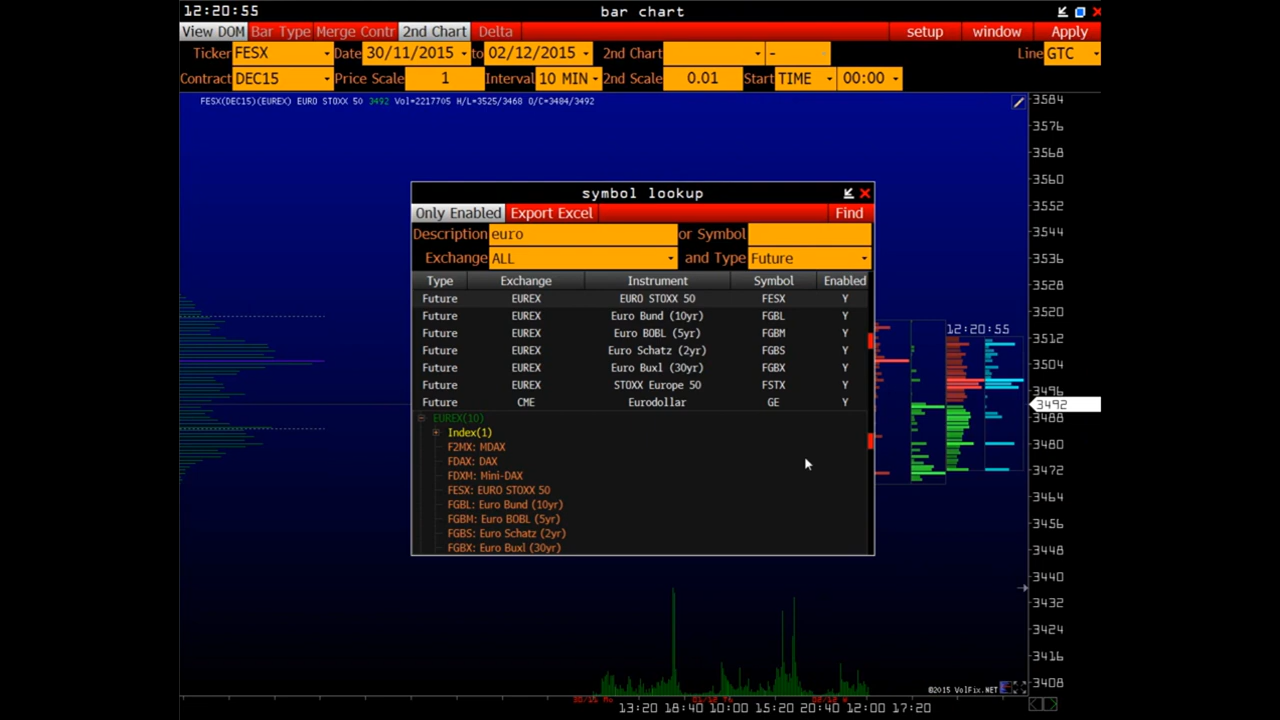 12:20:55 bar chart
View DOM Bar Type Merge Contr 2nd Chart Delta setup window Apply
Ticker FESX Date 30/11/2015 to 02/12/2015 2nd Chart - Line GTC
Contract DEC15 Price Scale 1 Interval 10 MIN 2nd Scale 0.01 Start TIME 00:00
FESX(DEC15)(EUREX) EURO STOXX 50 3492 Vol=2217705 H/L=3525/3468 O/C=3484/3492
symbol lookup
Only Enabled Export Excel Find
Description euro or Symbol
Exchange ALL and Type Future
Type Exchange Instrument Symbol Enabled
Future EUREX EURO STOXX 50 FESX Y
Future EUREX Euro Bund (10yr) FGBL Y
Future EUREX Euro BOBL (5yr) FGBM Y
Future EUREX Euro Schatz (2yr) FGBS Y
Future EUREX Euro Buxl (30yr) FGBX Y
Future EUREX STOXX Europe 50 FSTX Y
Future CME Eurodollar GE Y
EUREX(10)
Index(1)
F2MX: MDAX
FDAX: DAX
FDXM: Mini-DAX
FESX: EURO STOXX 50
FGBL: Euro Bund (10yr)
FGBM: Euro BOBL (5yr)
FGBS: Euro Schatz (2yr)
FGBX: Euro Buxl (30yr)
12:20:55
3584
3576
3568
3560
3552
3544
3536
3528
3520
3512
3504
3496
3492
3488
3480
3472
3464
3456
3448
3440
3432
3424
3416
3408
©2015 VolFix.NET
13:20 18:40 10:00 15:20 20:40 12:00 17:20